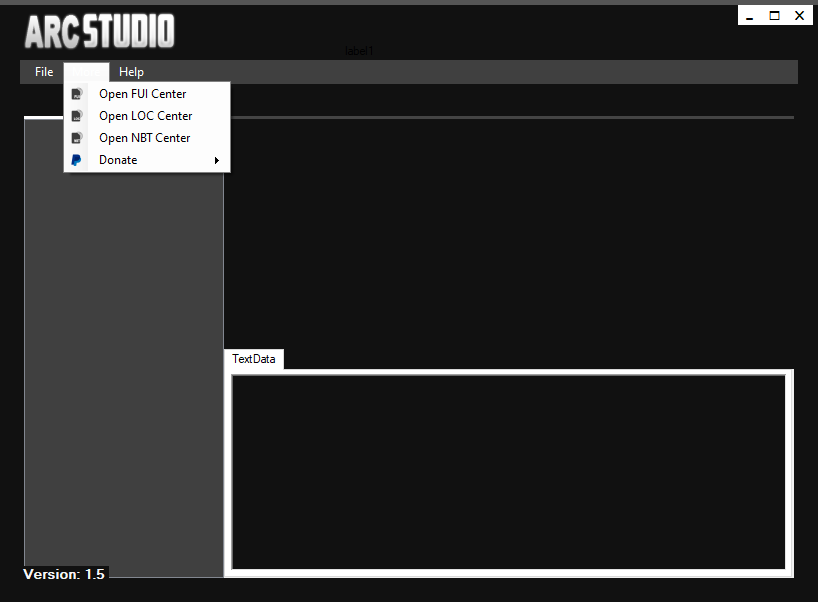 ARC STUDIO
label1
File
Help
Open FUI Center
Open LOC Center
Open NBT Center
Donate
TextData
Version: 1.5